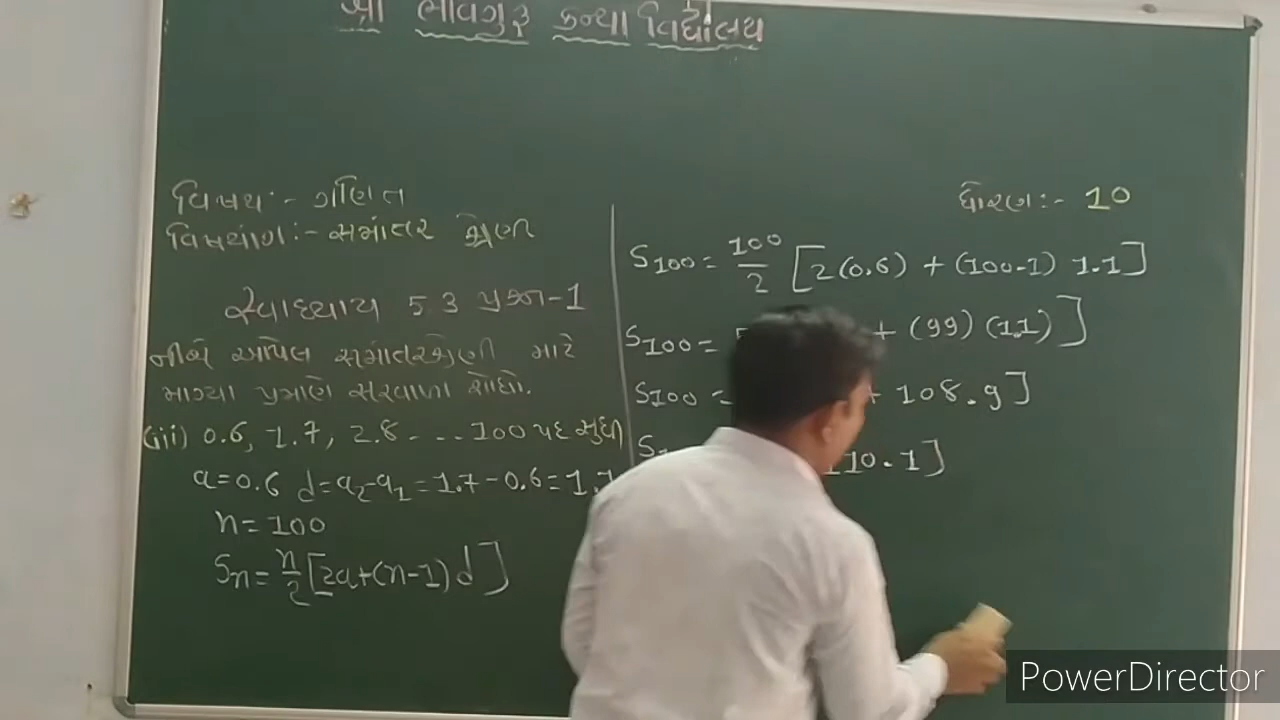 શ્રી ભાવગુરુ કન્યા વિદ્યાલય
વિષય:- ગણિત
વિષયાંગ:- સમાંતર શ્રેણી
સ્વાધ્યાય 5.3 પ્રશ્ન-1
નીચે આપેલ સમાંતરશ્રેણી માટે
માગ્યા પ્રમાણે સરવાળા શોધો.
(iii) 0.6, 1.7, 2.8 - ... 100 પદ સુધી
a=0.6 d=a₂-a₁=1.7-0.6=1.1
n=100
Sn=n/2[2a+(n-1)d]
ધોરણ:- 10
S100=100/2 [2(0.6)+(100-1) 1.1]
S100= + (99)(1.1)]
S100 = + 108.9]
110.1]
PowerDirector